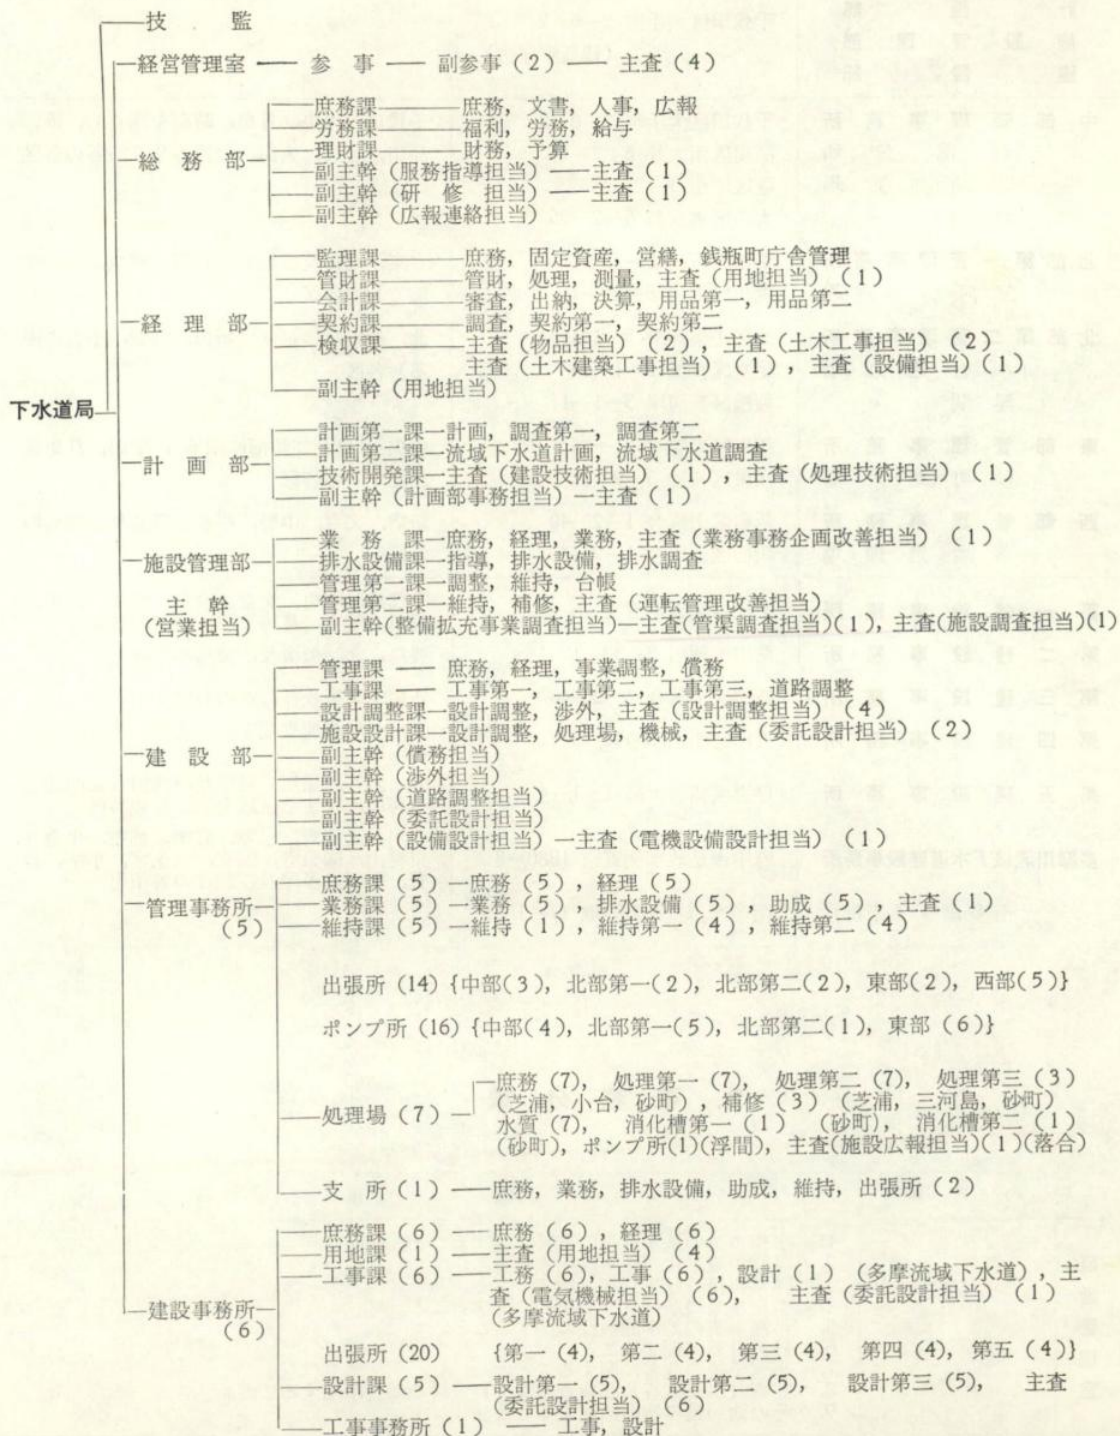 技 監
経営管理室 参 事 副参事(2) 主査(4)
庶務課 庶務,文書,人事,広報
労務課 福利,労務,給与
総 務 部 理財課 財務,予算
副主幹(服務指導担当) 主査(1)
副主幹(研 修 担当) 主査(1)
副主幹(広報連絡担当)
監理課 庶務,固定資産,営繕,銭瓶町庁舎管理
管財課 管財,処理,測量,主査(用地担当)(1)
会計課 審査,出納,決算,用品第一,用品第二
経 理 部 契約課 調査,契約第一,契約第二
検収課 主査(物品担当)(2),主査(土木工事担当)(2)
主査(土木建築工事担当)(1),主査(設備担当)(1)
副主幹(用地担当)
下水道局
計画第一課 計画,調査第一,調査第二
計画第二課 流域下水道計画,流域下水道調査
計 画 部 技術開発課 主査(建設技術担当)(1),主査(処理技術担当)(1)
副主幹(計画部事務担当) 主査(1)
業 務 課 庶務,経理,業務,主査(業務事務企画改善担当)(1)
施設管理部 排水設備課 指導,排水設備,排水調査
管理第一課 調整,維持,台帳
主 幹 管理第二課 維持,補修,主査(運転管理改善担当)
(営業担当) 副主幹(整備拡充事業調査担当) 主査(管渠調査担当)(1),主査(施設調査担当)(1)
管理課 庶務,経理,事業調整,償務
工事課 工事第一,工事第二,工事第三,道路調整
設計調整課 設計調整,渉外,主査(設計調整担当)(4)
施設設計課 設計調整,処理場,機械,主査(委託設計担当)(2)
建 設 部 副主幹(償務担当)
副主幹(渉外担当)
副主幹(道路調整担当)
副主幹(委託設計担当)
副主幹(設備設計担当) 主査(電機設備設計担当)(1)
庶務課(5) 庶務(5),経理(5)
管理事務所 業務課(5) 業務(5),排水設備(5),助成(5),主査(1)
(5) 維持課(5) 維持(1),維持第一(4),維持第二(4)
出張所(14){中部(3),北部第一(2),北部第二(2),東部(2),西部(5)}
ポンプ所(16){中部(4),北部第一(5),北部第二(1),東部(6)}
庶務(7),処理第一(7),処理第二(7),処理第三(3)
処理場(7) (芝浦,小台,砂町),補修(3)(芝浦,三河島,砂町)
水質(7),消化槽第一(1)(砂町),消化槽第二(1)
(砂町),ポンプ所(1)(浮間),主査(施設広報担当)(1)(落合)
支 所(1) 庶務,業務,排水設備,助成,維持,出張所(2)
庶務課(6) 庶務(6),経理(6)
用地課(1) 主査(用地担当)(4)
工事課(6) 工務(6),工事(6),設計(1)(多摩流域下水道),主
建設事務所 査(電気機械担当)(6),主査(委託設計担当)(1)
(6) (多摩流域下水道)
出張所(20) {第一(4),第二(4),第三(4),第四(4),第五(4)}
設計課(5) 設計第一(5),設計第二(5),設計第三(5),主査
(委託設計担当)(6)
工事事務所(1) 工事,設計